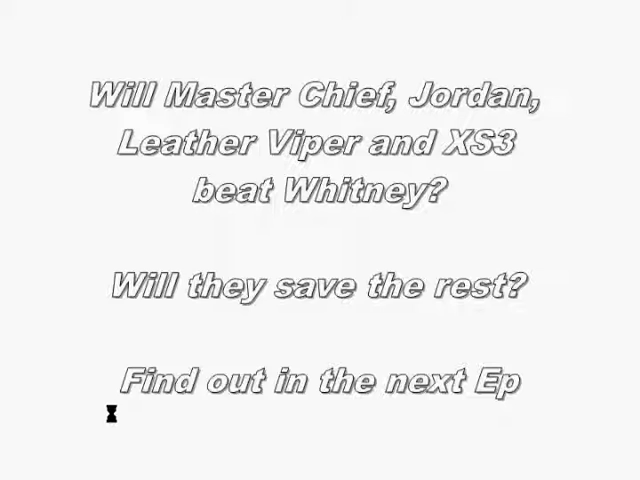 Will Master Chief, Jordan,
Leather Viper and XS3
beat Whitney?
Will they save the rest?
Find out in the next Ep